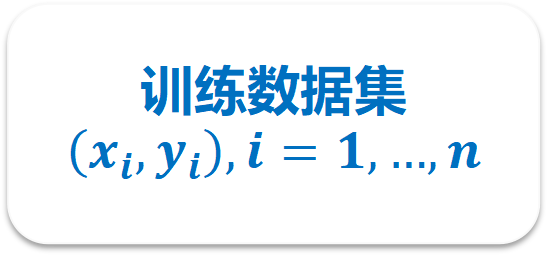 训练数据集
(xᵢ, yᵢ), i = 1, ..., n